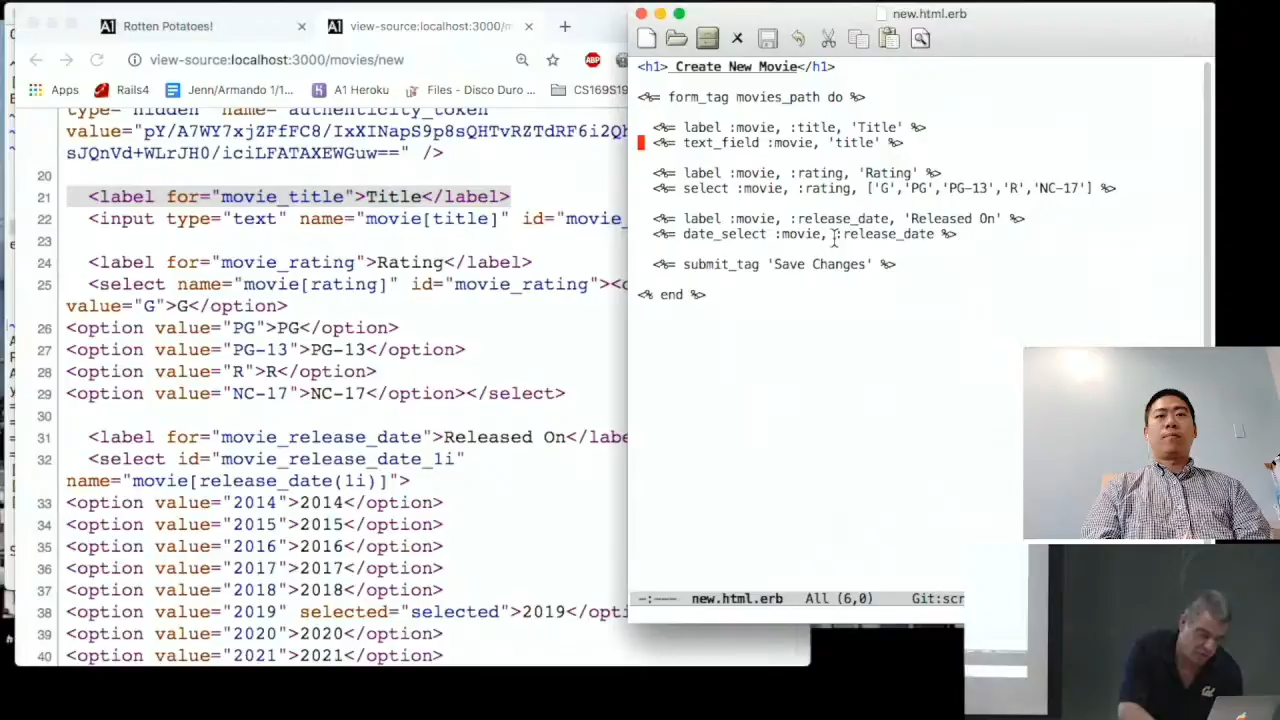 Rotten Potatoes!
view-source:localhost:3000/m
view-source:localhost:3000/movies/new
Apps
Rails4
Jenn/Armando 1/1...
A1 Heroku
Files - Disco Duro ...
CS169S19
type="hidden" name="authenticity_token"
value="pY/A7WY7xjZFfFC8/IxXINapS9p8sQHTvRZTdRF6i2Qh
sJQnVd+WLrJH0/iciLFATAXEWGuw==" />
20
21 <label for="movie_title">Title</label>
22 <input type="text" name="movie[title]" id="movie_
23
24 <label for="movie_rating">Rating</label>
25 <select name="movie[rating]" id="movie_rating"><o
value="G">G</option>
26 <option value="PG">PG</option>
27 <option value="PG-13">PG-13</option>
28 <option value="R">R</option>
29 <option value="NC-17">NC-17</option></select>
30
31 <label for="movie_release_date">Released On</labe
32 <select id="movie_release_date_1i"
name="movie[release_date(1i)]">
33 <option value="2014">2014</option>
34 <option value="2015">2015</option>
35 <option value="2016">2016</option>
36 <option value="2017">2017</option>
37 <option value="2018">2018</option>
38 <option value="2019" selected="selected">2019</opti
39 <option value="2020">2020</option>
40 <option value="2021">2021</option>
new.html.erb
<h1> Create New Movie</h1>
<%= form_tag movies_path do %>
<%= label :movie, :title, 'Title' %>
<%= text_field :movie, 'title' %>
<%= label :movie, :rating, 'Rating' %>
<%= select :movie, :rating, ['G','PG','PG-13','R','NC-17'] %>
<%= label :movie, :release_date, 'Released On' %>
<%= date_select :movie, :release_date %>
<%= submit_tag 'Save Changes' %>
<% end %>
-:---- new.html.erb All (6,0) Git:scr
Cal